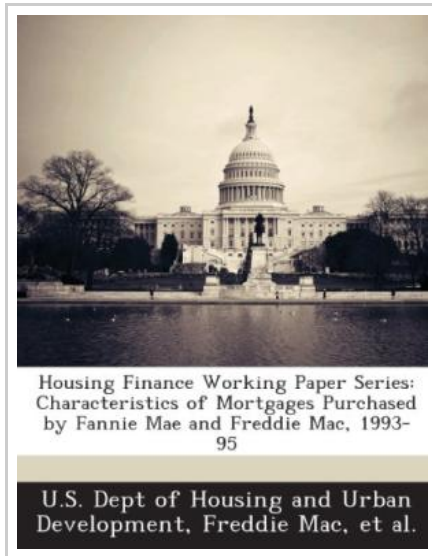 Housing Finance Working Paper Series:
Characteristics of Mortgages Purchased
by Fannie Mae and Freddie Mac, 1993-
95
U.S. Dept of Housing and Urban
Development, Freddie Mac, et al.